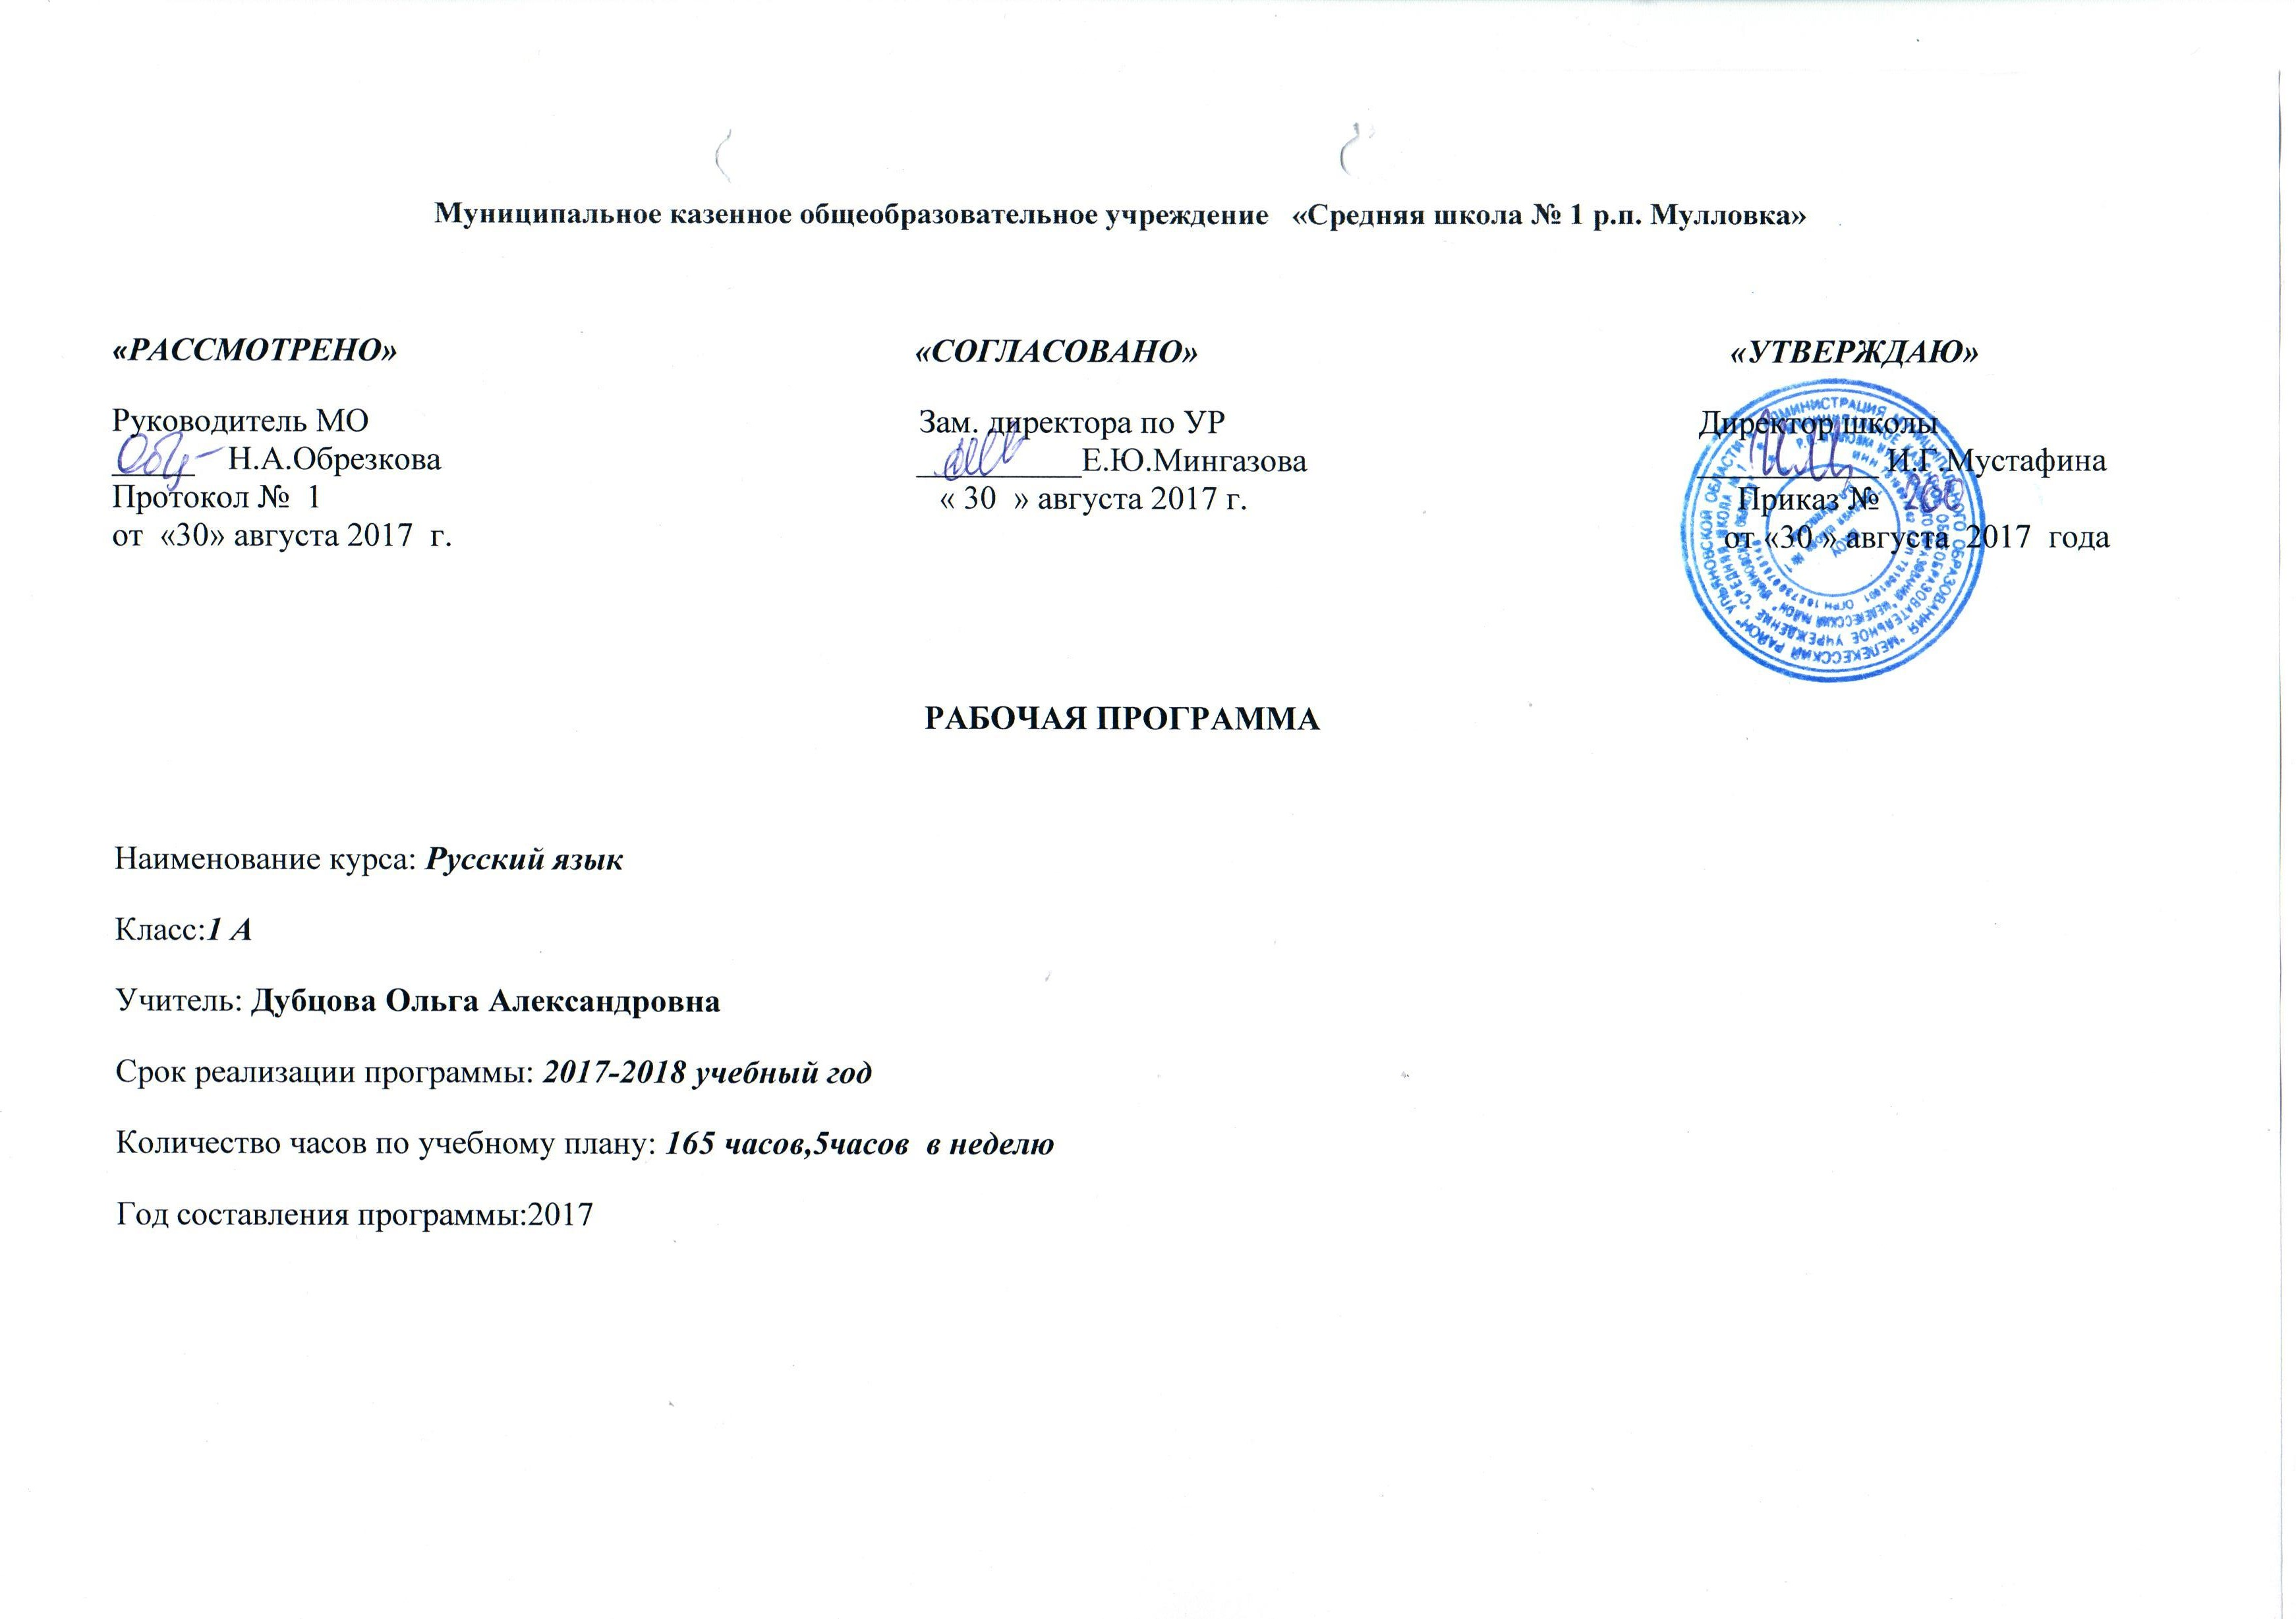 Муниципальное казенное общеобразовательное учреждение «Средняя школа № 1 р.п. Мулловка»
«РАССМОТРЕНО»
Руководитель МО
_____ Н.А.Обрезкова
Протокол № 1
от «30» августа 2017 г.
«СОГЛАСОВАНО»
Зам. директора по УР
__________Е.Ю.Мингазова
« 30 » августа 2017 г.
«УТВЕРЖДАЮ»
Директор школы
___________И.Г.Мустафина
Приказ №
от «30 » августа 2017 года
РАБОЧАЯ ПРОГРАММА
Наименование курса: Русский язык
Класс:1 А
Учитель: Дубцова Ольга Александровна
Срок реализации программы: 2017-2018 учебный год
Количество часов по учебному плану: 165 часов,5часов в неделю
Год составления программы:2017